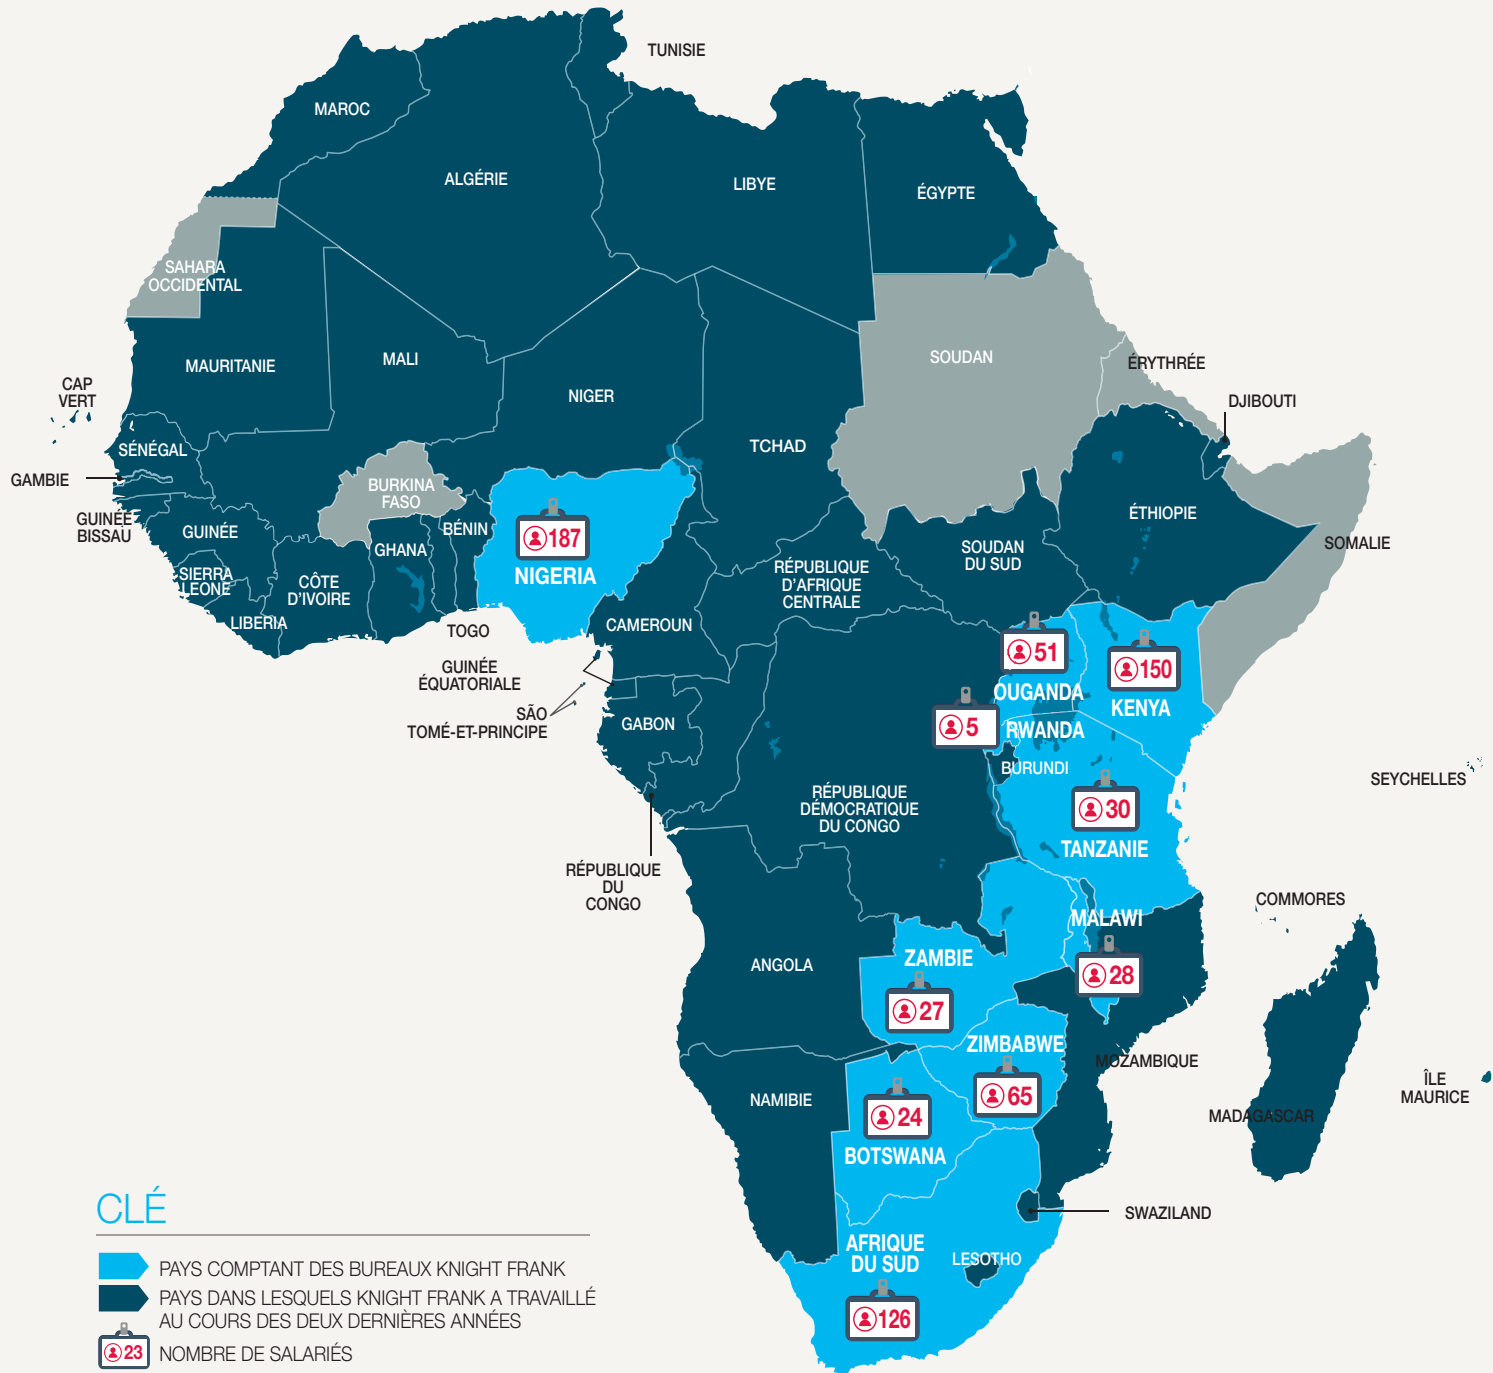 TUNISIE
MAROC
ALGÉRIE
LIBYE
ÉGYPTE
SAHARA
OCCIDENTAL
MAURITANIE
MALI
NIGER
TCHAD
SOUDAN
ÉRYTHRÉE
DJIBOUTI
CAP
VERT
SÉNÉGAL
GAMBIE
GUINÉE
BISSAU
GUINÉE
SIERRA
LEONE
LIBERIA
CÔTE
D'IVOIRE
BURKINA
FASO
GHANA
BÉNIN
TOGO
187
NIGERIA
CAMEROUN
RÉPUBLIQUE
D'AFRIQUE
CENTRALE
SOUDAN
DU SUD
ÉTHIOPIE
SOMALIE
GUINÉE
ÉQUATORIALE
SÃO
TOMÉ-ET-PRINCIPE
GABON
RÉPUBLIQUE
DU
CONGO
RÉPUBLIQUE
DÉMOCRATIQUE
DU CONGO
51
OUGANDA
150
KENYA
5
RWANDA
BURUNDI
30
TANZANIE
SEYCHELLES
COMMORES
ANGOLA
ZAMBIE
27
MALAWI
28
ZIMBABWE
65
MOZAMBIQUE
MADAGASCAR
ÎLE
MAURICE
NAMIBIE
24
BOTSWANA
SWAZILAND
AFRIQUE
DU SUD
126
LESOTHO
CLÉ
PAYS COMPTANT DES BUREAUX KNIGHT FRANK
PAYS DANS LESQUELS KNIGHT FRANK A TRAVAILLÉ
AU COURS DES DEUX DERNIÈRES ANNÉES
23
NOMBRE DE SALARIÉS